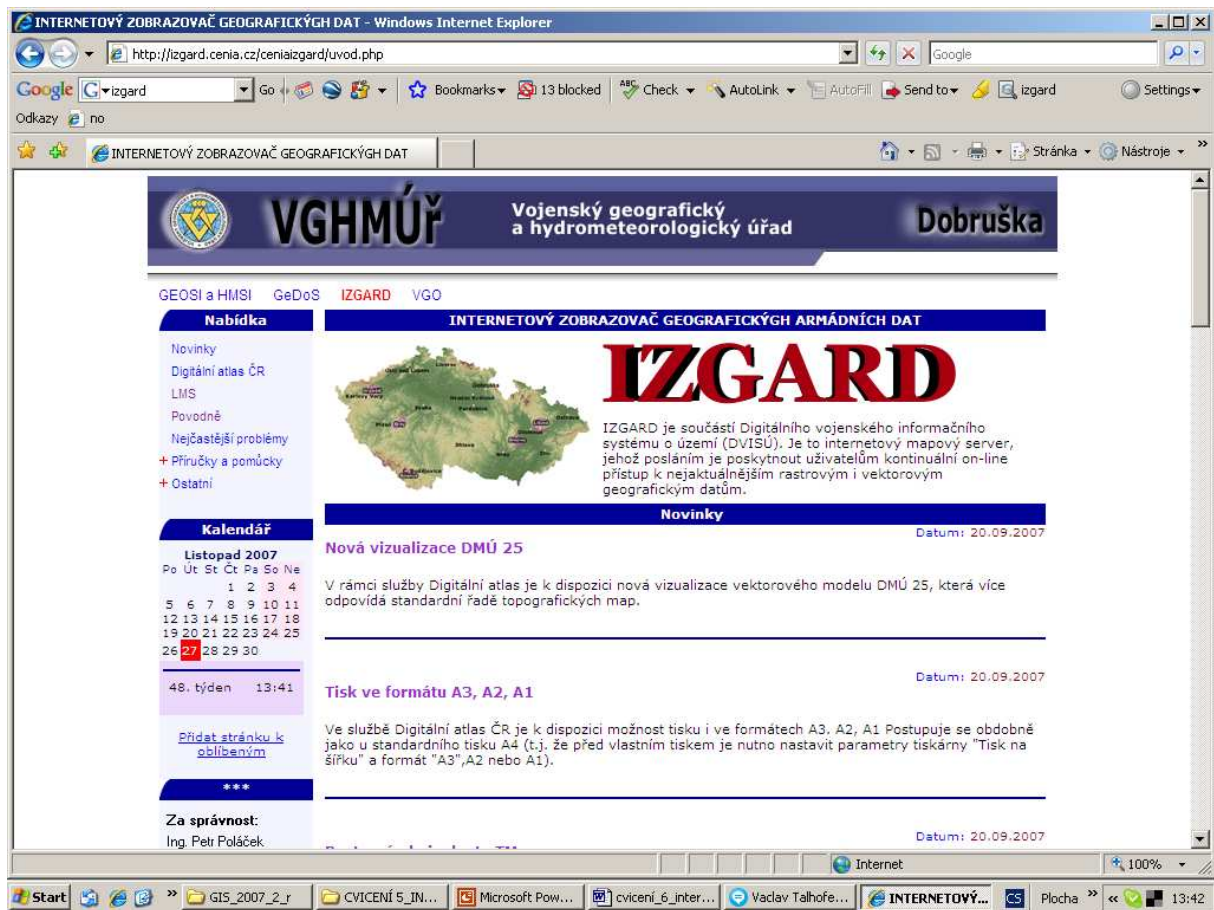 INTERNETOVÝ ZOBRAZOVAČ GEOGRAFICKÝGH DAT - Windows Internet Explorer
http://izgard.cenia.cz/ceniaizgard/uvod.php
Google
Google izgard Go Bookmarks 13 blocked Check AutoLink AutoFill Send to izgard Settings
Odkazy no
INTERNETOVÝ ZOBRAZOVAČ GEOGRAFICKÝGH DAT Stránka Nástroje
VGHMÚř
Vojenský geografický
a hydrometeorologický úřad
Dobruška
GEOSI a HMSI GeDoS IZGARD VGO
Nabídka
Novinky
Digitální atlas ČR
LMS
Povodně
Nejčastější problémy
+ Příručky a pomůcky
+ Ostatní
Kalendář
Listopad 2007
Po Út St Čt Pa So Ne
1 2 3 4
5 6 7 8 9 10 11
12 13 14 15 16 17 18
19 20 21 22 23 24 25
26 27 28 29 30
48. týden 13:41
Přidat stránku k
oblíbeným
***
Za správnost:
Ing. Petr Poláček
INTERNETOVÝ ZOBRAZOVAČ GEOGRAFICKÝGH ARMÁDNÍCH DAT
IZGARD
IZGARD je součástí Digitálního vojenského informačního
systému o území (DVISÚ). Je to internetový mapový server,
jehož posláním je poskytnout uživatelům kontinuální on-line
přístup k nejaktuálnějším rastrovým i vektorovým
geografickým datům.
Novinky
Datum: 20.09.2007
Nová vizualizace DMÚ 25
V rámci služby Digitální atlas je k dispozici nová vizualizace vektorového modelu DMÚ 25, která více
odpovídá standardní řadě topografických map.
Datum: 20.09.2007
Tisk ve formátu A3, A2, A1
Ve službě Digitální atlas ČR je k dispozici možnost tisku i ve formátech A3. A2, A1 Postupuje se obdobně
jako u standardního tisku A4 (t.j. že před vlastním tiskem je nutno nastavit parametry tiskárny "Tisk na
šířku" a formát "A3",A2 nebo A1).
Datum: 20.09.2007
Internet 100%
Start GIS_2007_2_r CVICENÍ 5_IN... Microsoft Pow... cvicení_6_inter... Vaclav Talhofe... INTERNETOVÝ... CS Plocha 13:42